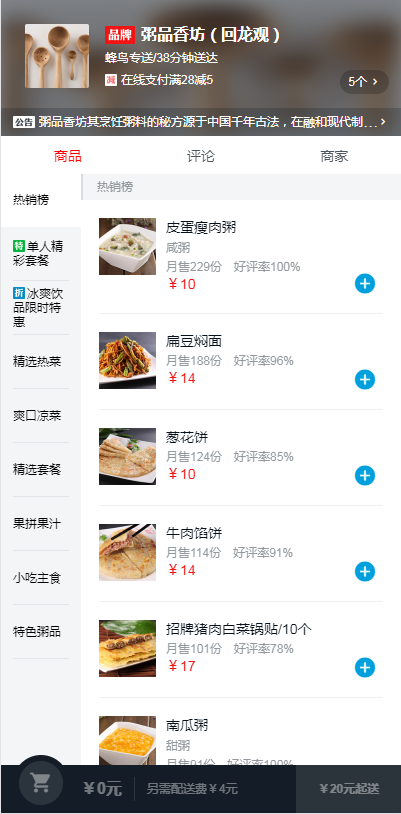 品牌 粥品香坊（回龙观）
蜂鸟专送/38分钟送达
减 在线支付满28减5
5个 >
公告 粥品香坊其烹饪粥料的秘方源于中国千年古法，在融和现代制... >
商品 评论 商家
热销榜
特 单人精
彩套餐
折 冰爽饮
品限时特
惠
精选热菜
爽口凉菜
精选套餐
果拼果汁
小吃主食
特色粥品
热销榜
皮蛋瘦肉粥
咸粥
月售229份 好评率100%
￥10
扁豆焖面
月售188份 好评率96%
￥14
葱花饼
月售124份 好评率85%
￥10
牛肉馅饼
月售114份 好评率91%
￥14
招牌猪肉白菜锅贴/10个
月售101份 好评率78%
￥17
南瓜粥
甜粥
月售91份 好评率100%
￥0元 另需配送费￥4元 ￥20元起送